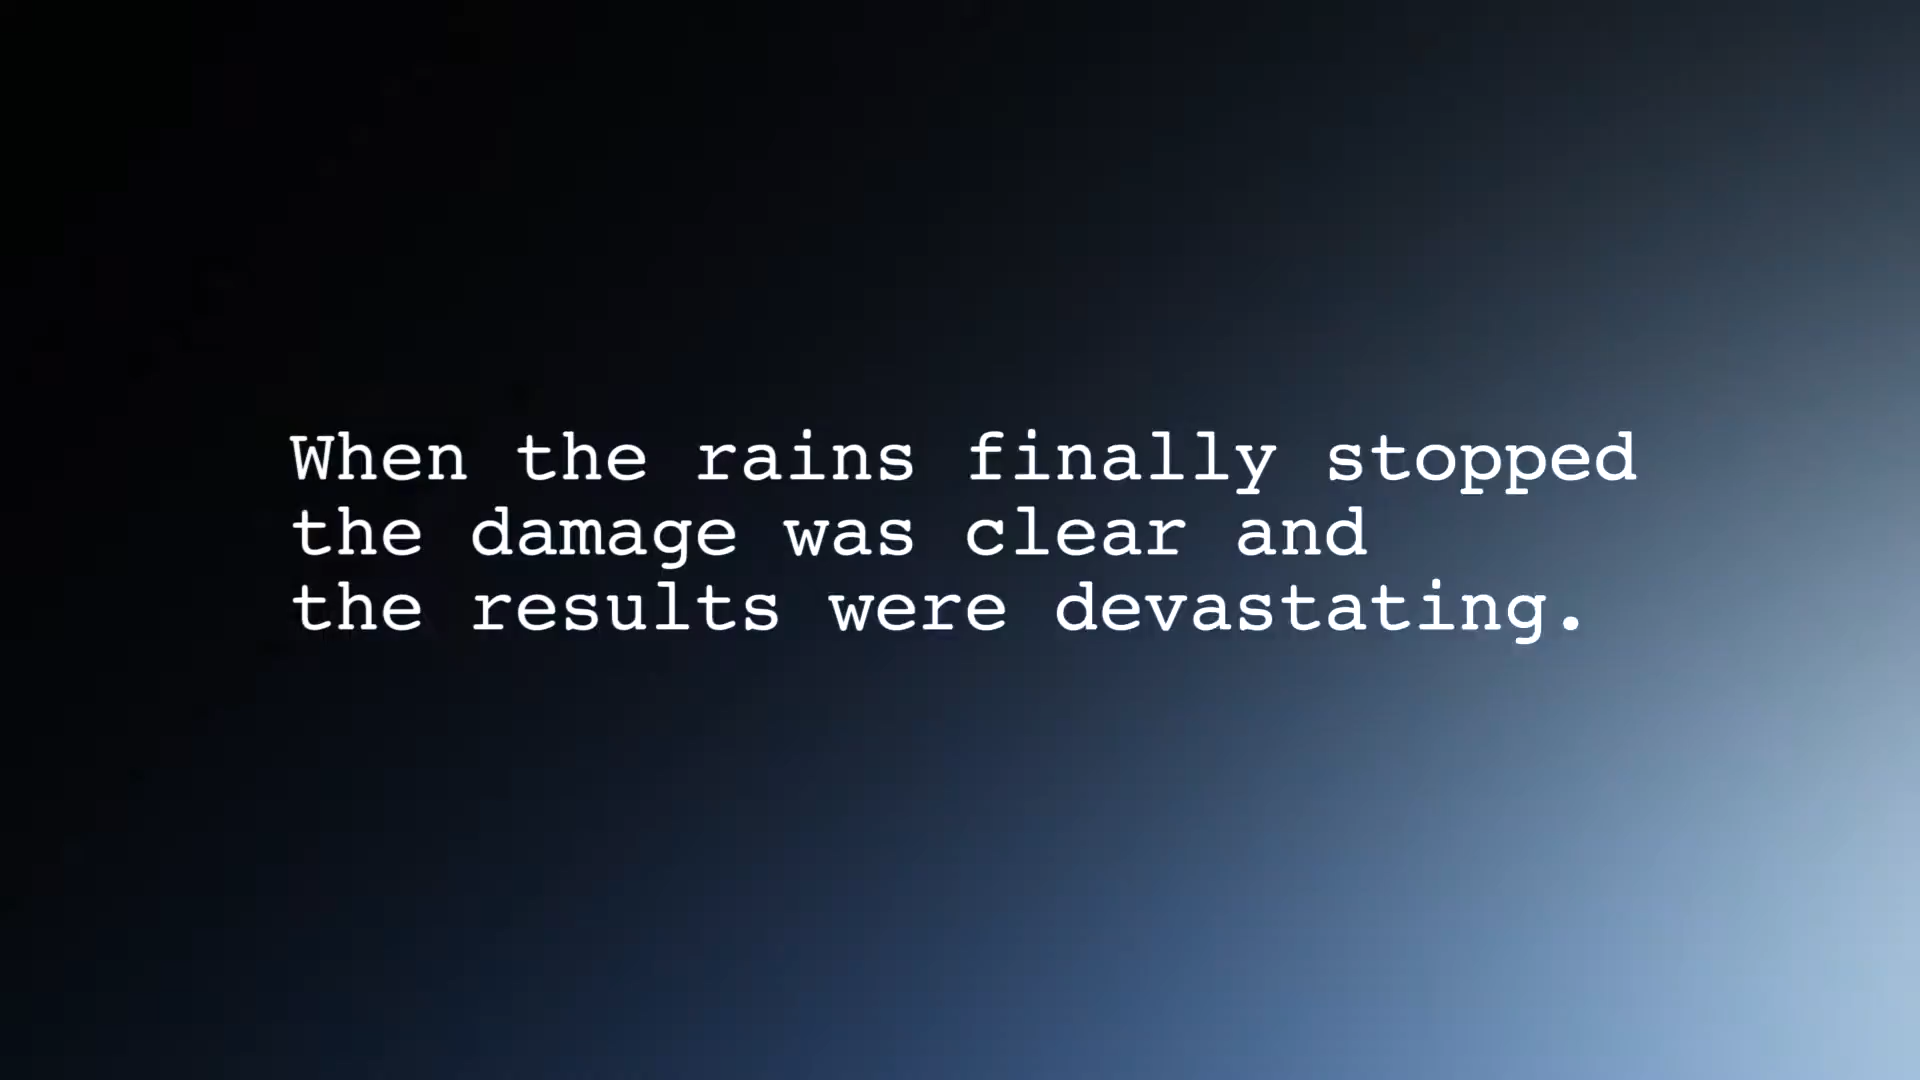 When the rains finally stopped
the damage was clear and
the results were devastating.